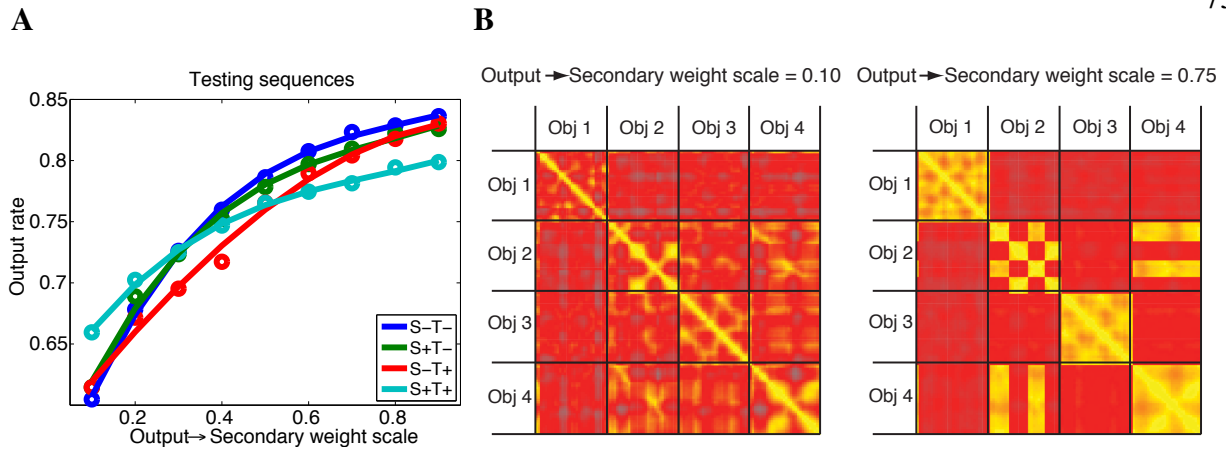 A
B
Testing sequences
Output rate
0.85
0.8
0.75
0.7
0.65
0.2
0.4
0.6
0.8
Output→Secondary weight scale
S−T−
S+T−
S−T+
S+T+
Output →Secondary weight scale = 0.10
Obj 1 Obj 2 Obj 3 Obj 4
Obj 1
Obj 2
Obj 3
Obj 4
Output →Secondary weight scale = 0.75
Obj 1 Obj 2 Obj 3 Obj 4
Obj 1
Obj 2
Obj 3
Obj 4